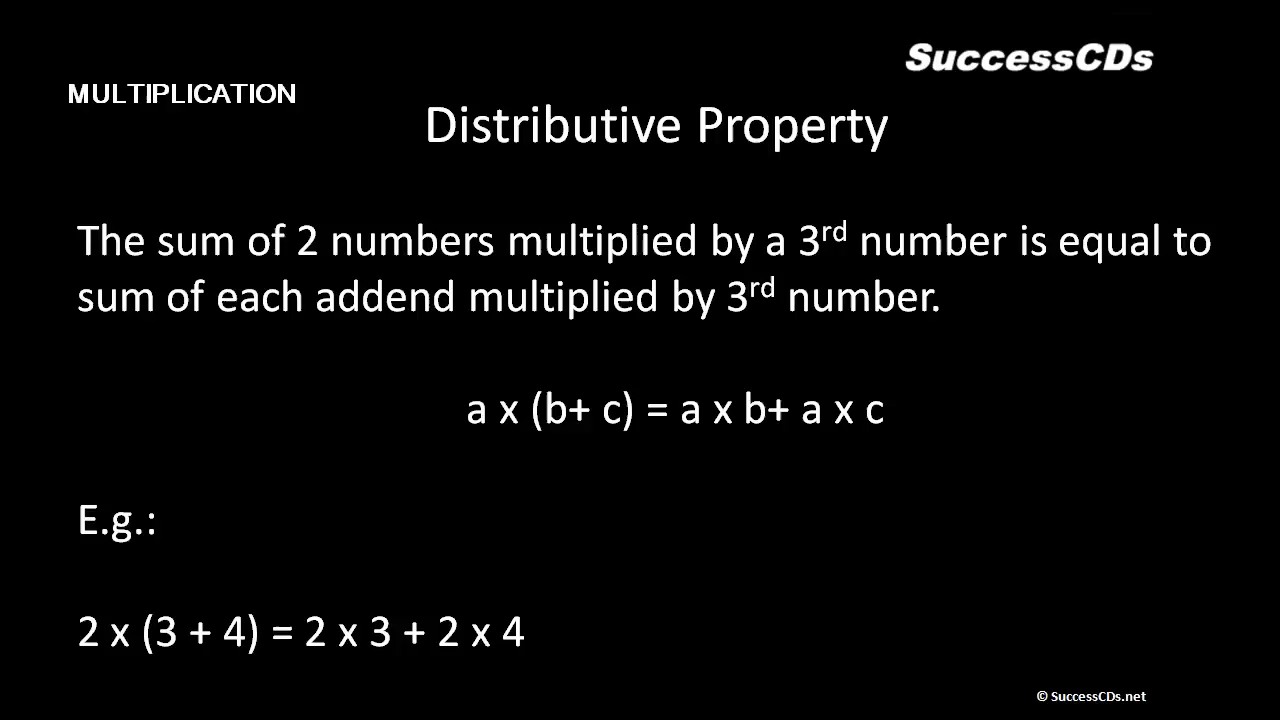 SuccessCDs
MULTIPLICATION
Distributive Property
The sum of 2 numbers multiplied by a 3rd number is equal to
sum of each addend multiplied by 3rd number.
a x (b+ c) = a x b+ a x c
E.g.:
2 x (3 + 4) = 2 x 3 + 2 x 4
© SuccessCDs.net